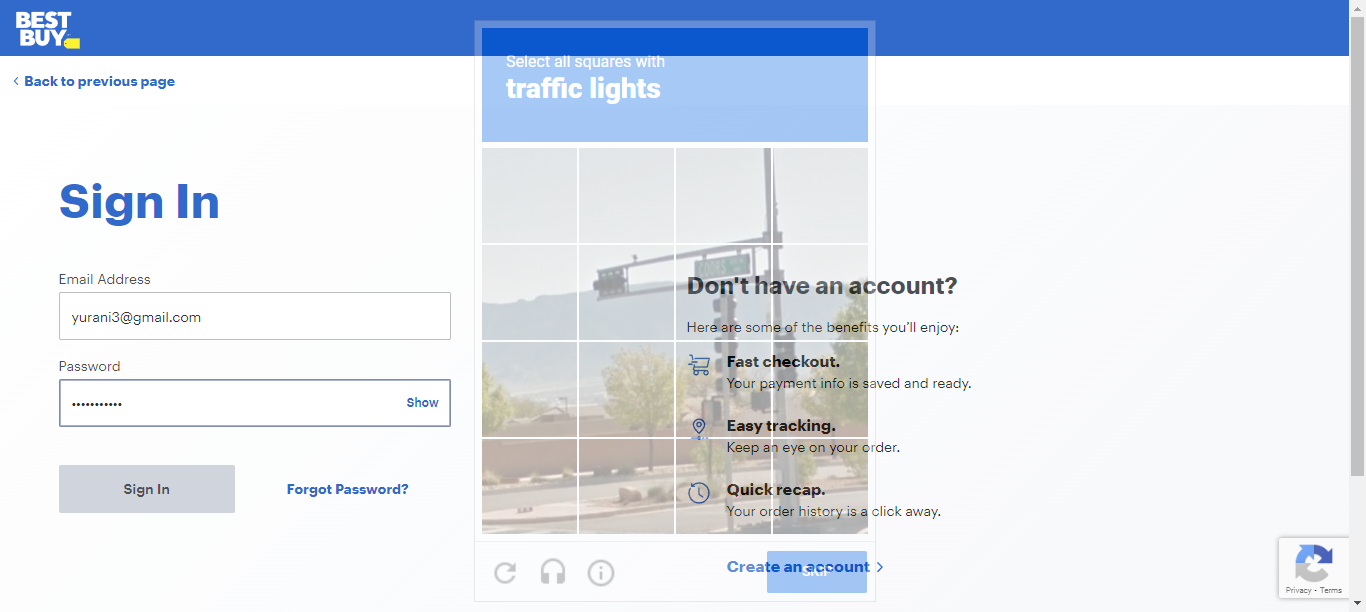 BEST
BUY
Back to previous page
Select all squares with
traffic lights
Sign In
Email Address
yurani3@gmail.com
Password
•••••••••••
Show
Sign In
Forgot Password?
Don't have an account?
Here are some of the benefits you'll enjoy:
Fast checkout.
Your payment info is saved and ready.
Easy tracking.
Keep an eye on your order.
Quick recap.
Your order history is a click away.
Create an account
SKIP
Privacy - Terms